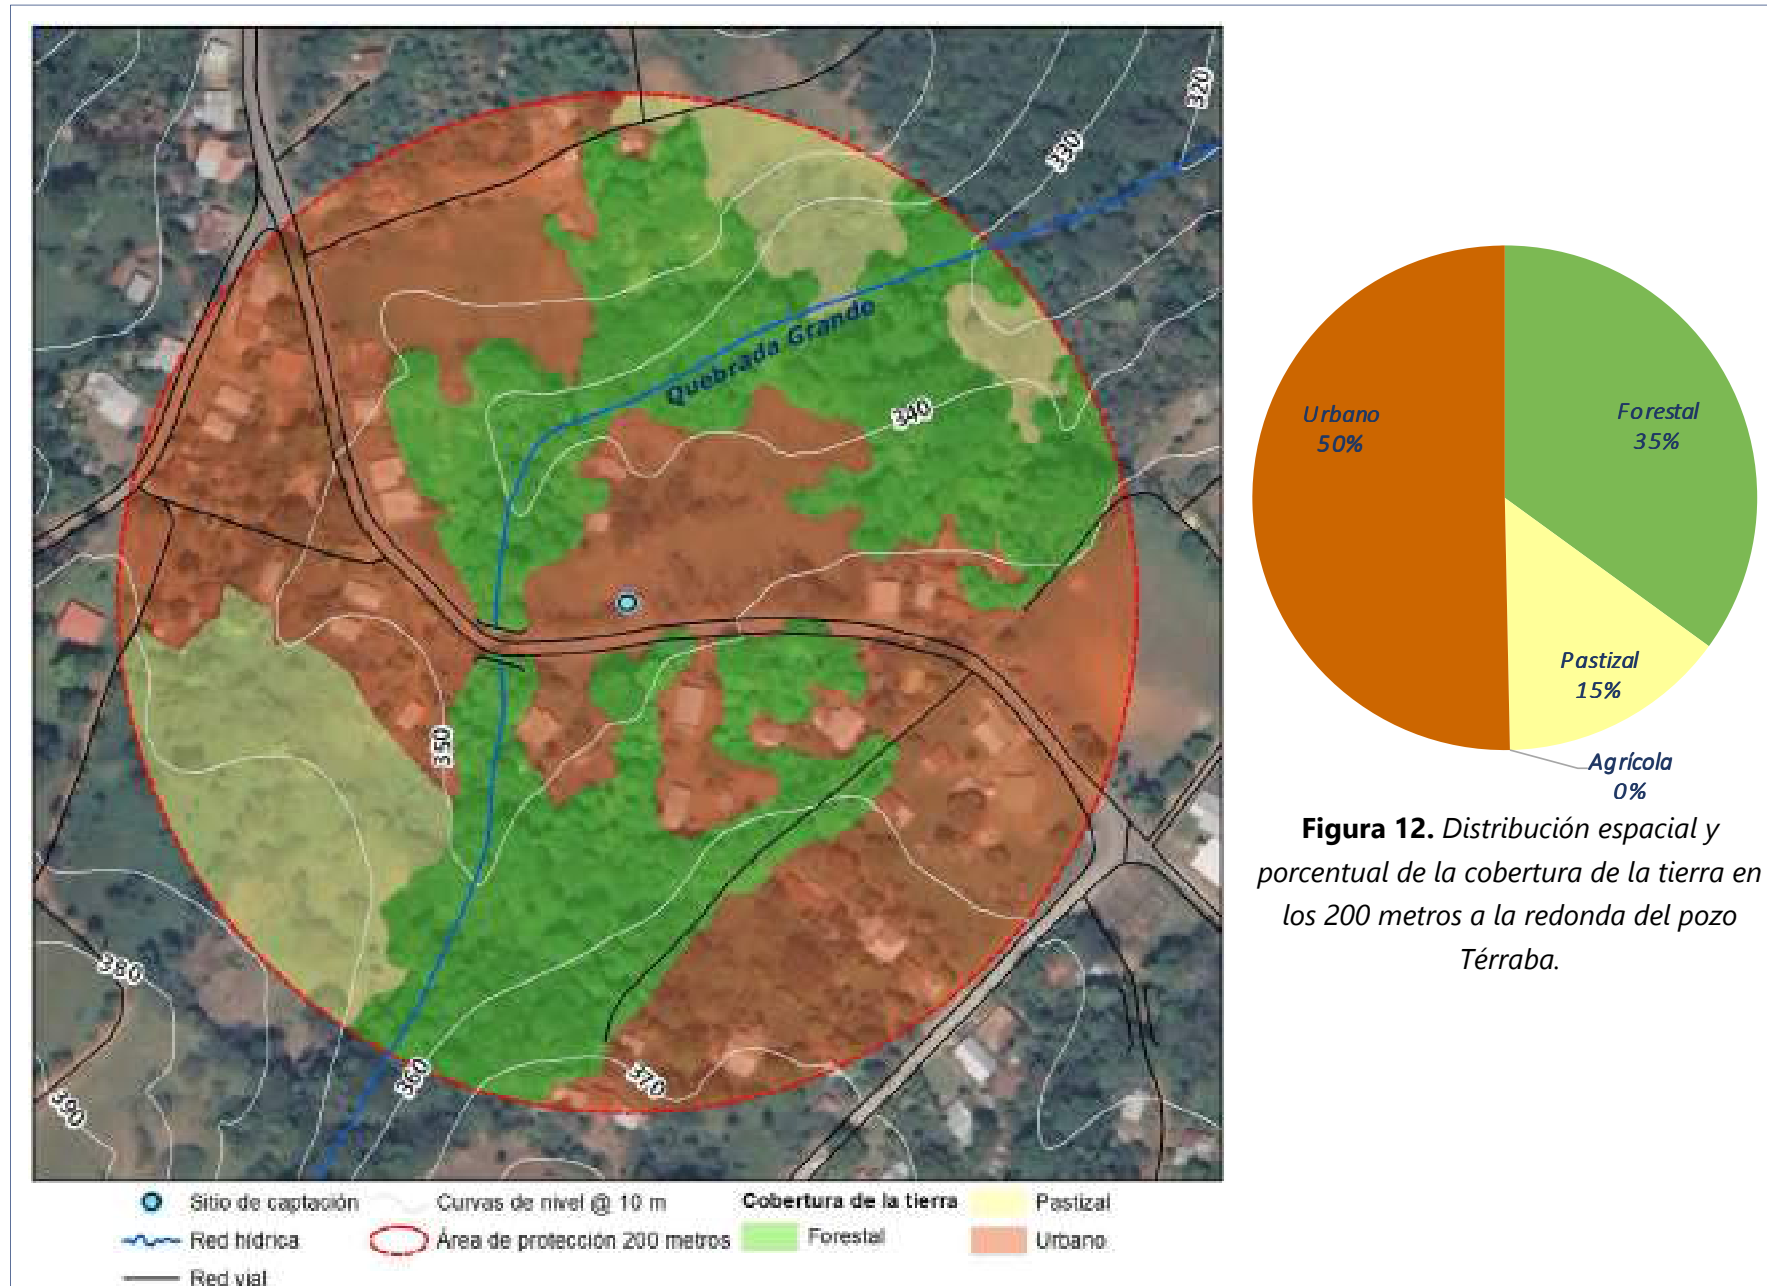 320
330
Quebrada Grande
340
350
380
360
370
390
Sitio de captación
Curvas de nivel @ 10 m
Cobertura de la tierra
Pastizal
Red hídrica
Área de protección 200 metros
Forestal
Urbano
Red vial
Urbano
50%
Forestal
35%
Pastizal
15%
Agrícola
0%
Figura 12. Distribución espacial y
porcentual de la cobertura de la tierra en
los 200 metros a la redonda del pozo
Térraba.